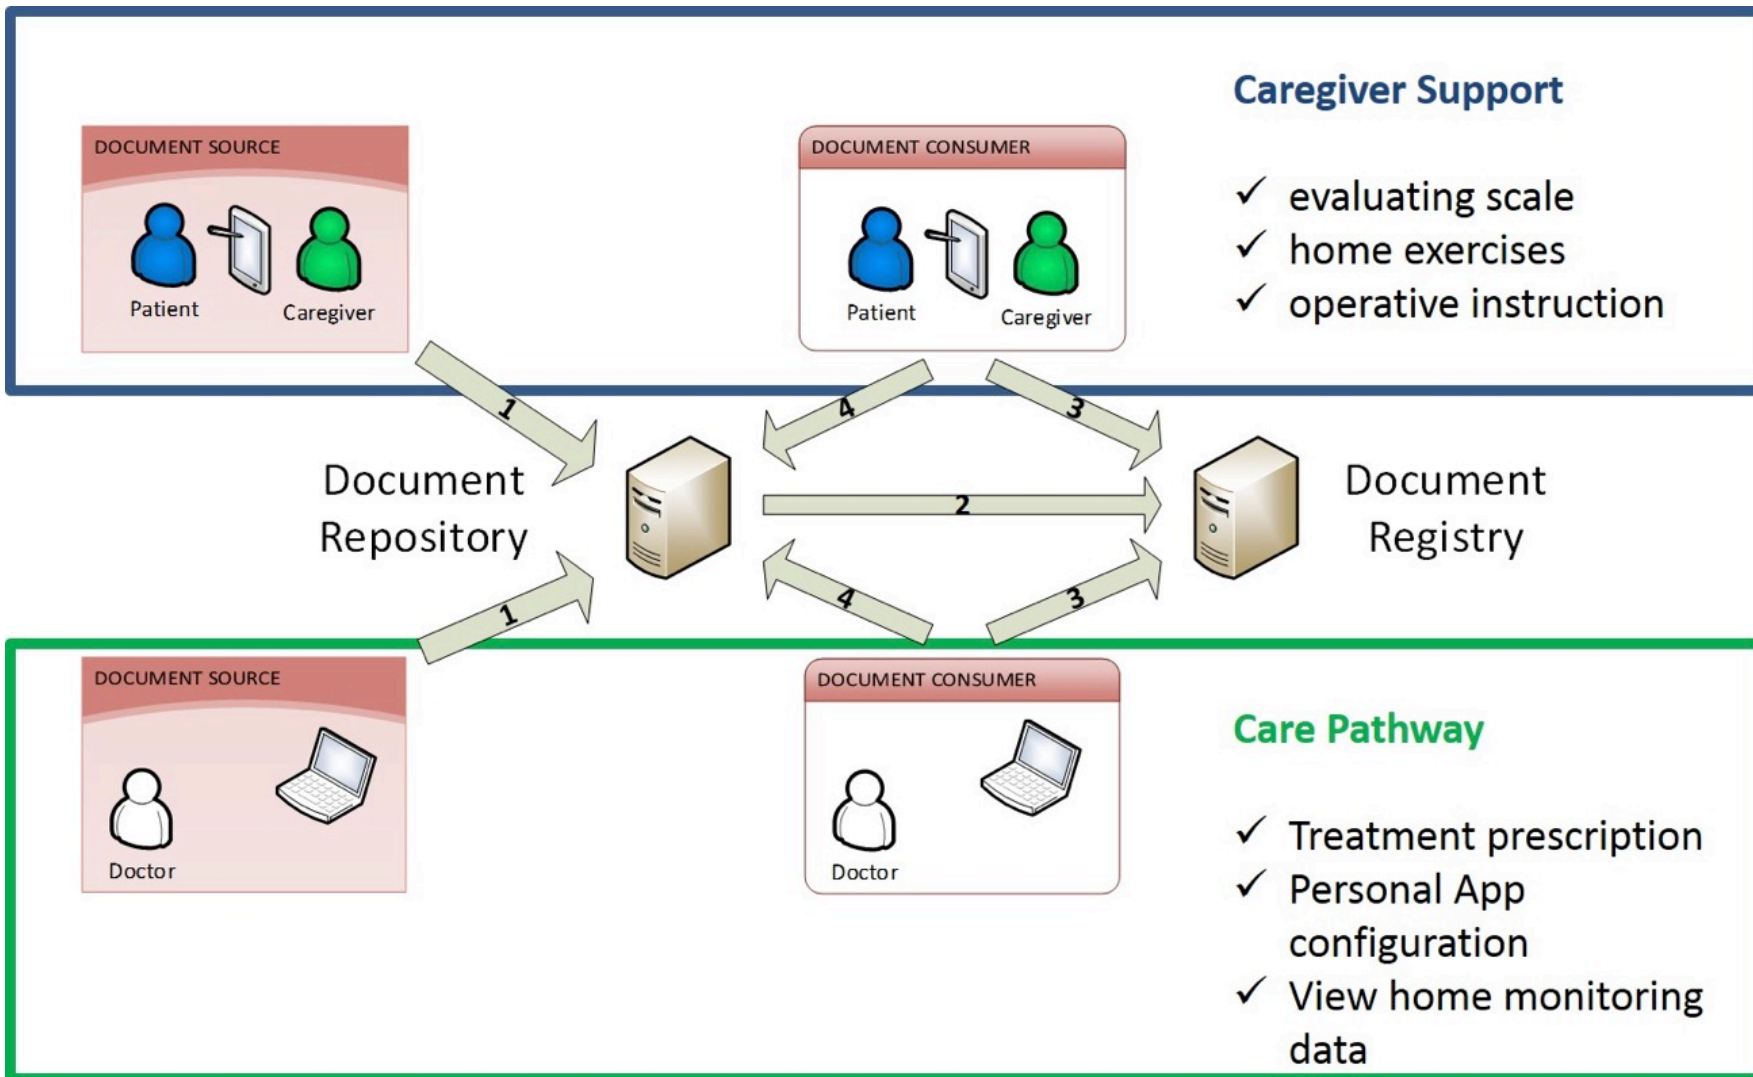 Caregiver Support
DOCUMENT SOURCE
Patient
Caregiver
DOCUMENT CONSUMER
Patient
Caregiver
✓ evaluating scale
✓ home exercises
✓ operative instruction
1
4
3
Document
Repository
2
Document
Registry
1
4
3
DOCUMENT SOURCE
Doctor
DOCUMENT CONSUMER
Doctor
Care Pathway
✓ Treatment prescription
✓ Personal App
configuration
✓ View home monitoring
data